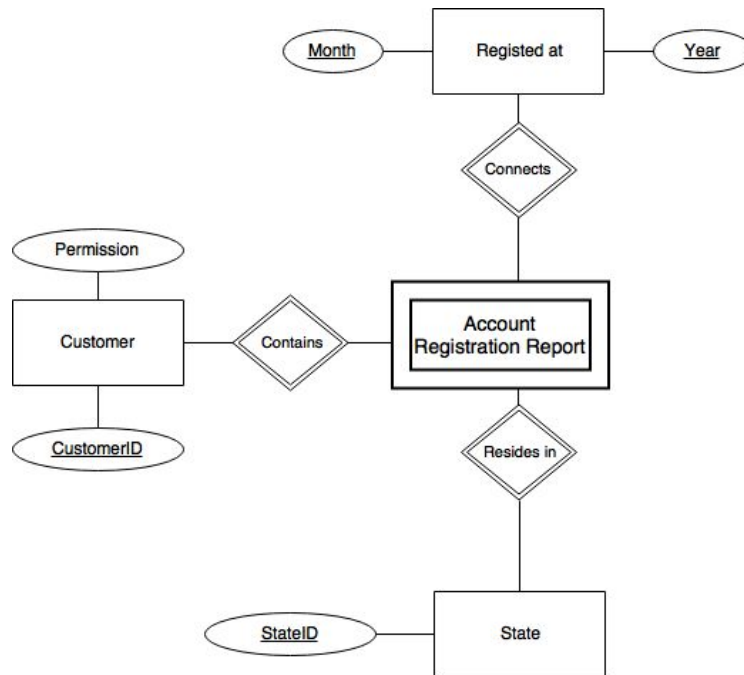 Month
Registed at
Year
Connects
Permission
Customer
Contains
Account
Registration Report
CustomerID
Resides in
StateID
State